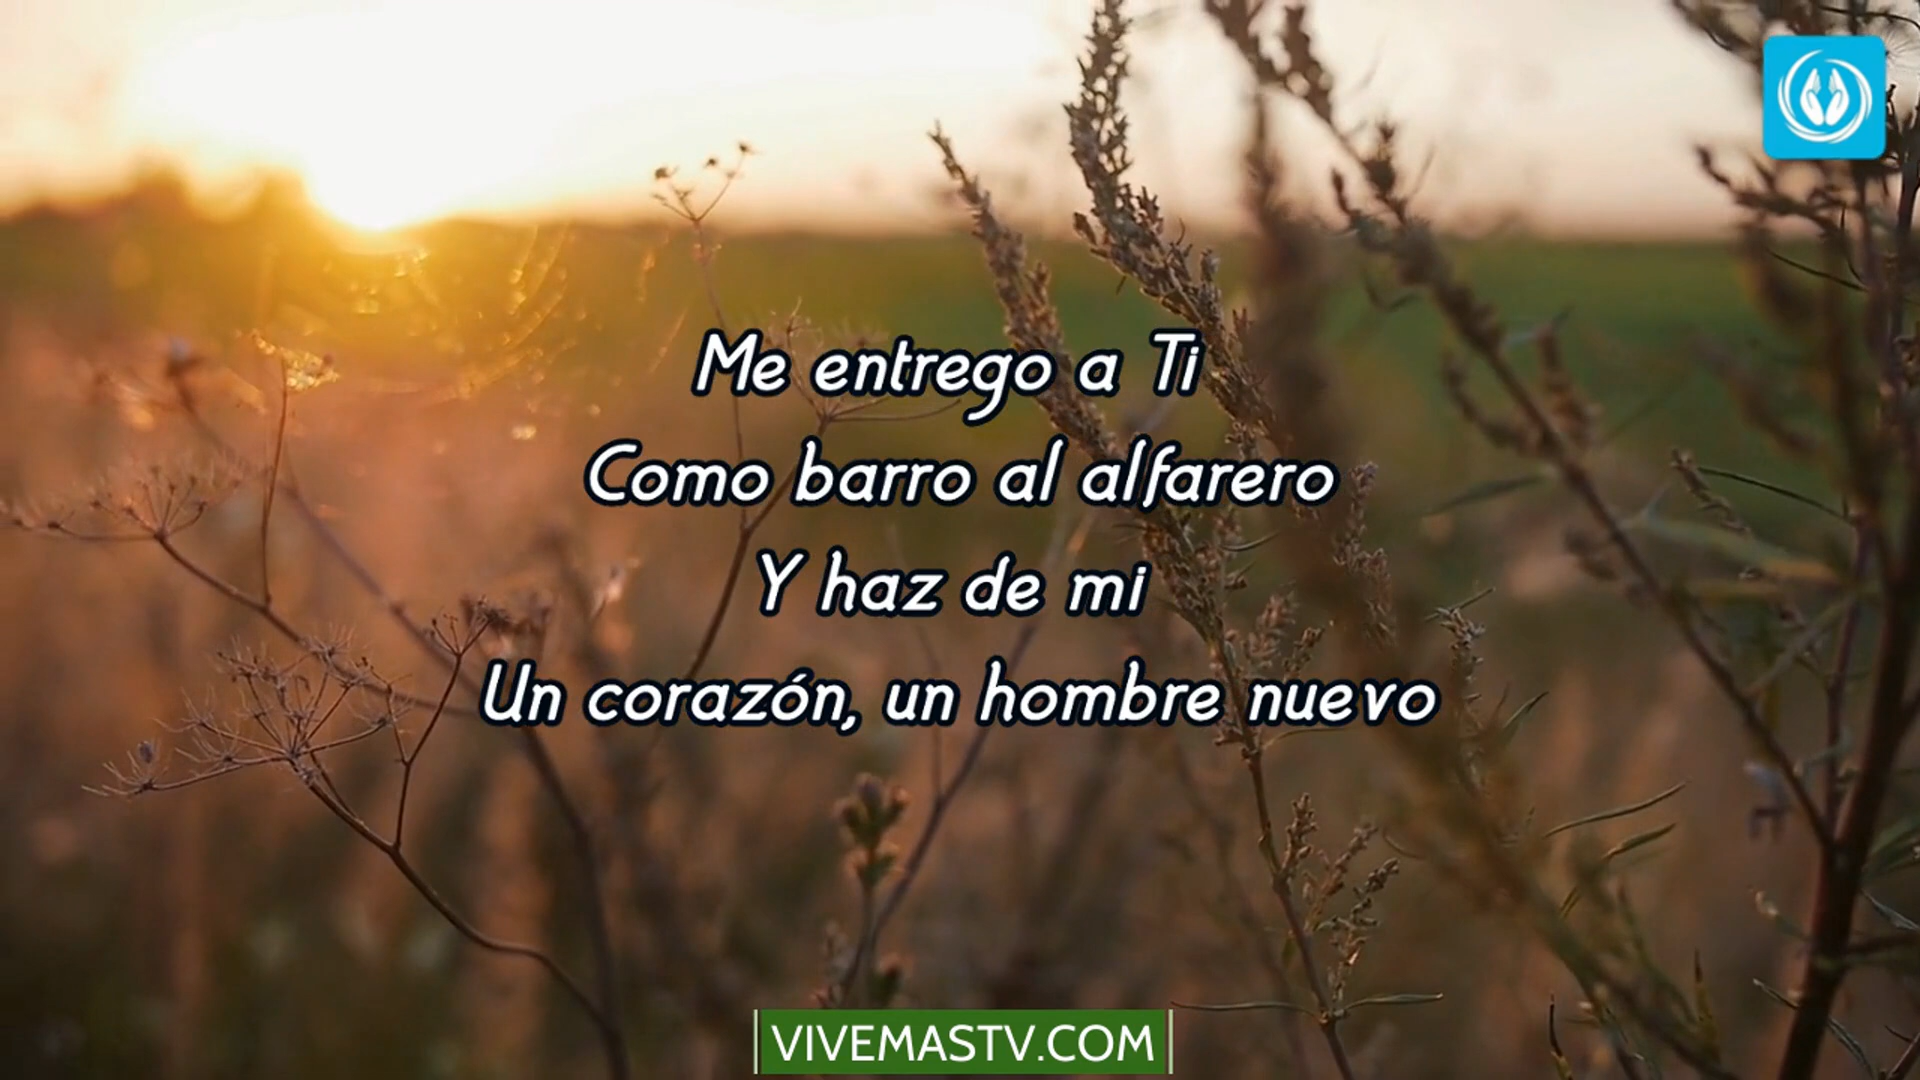 Me entrego a Ti
Como barro al alfarero
Y haz de mi
Un corazón, un hombre nuevo
VIVEMASTV.COM